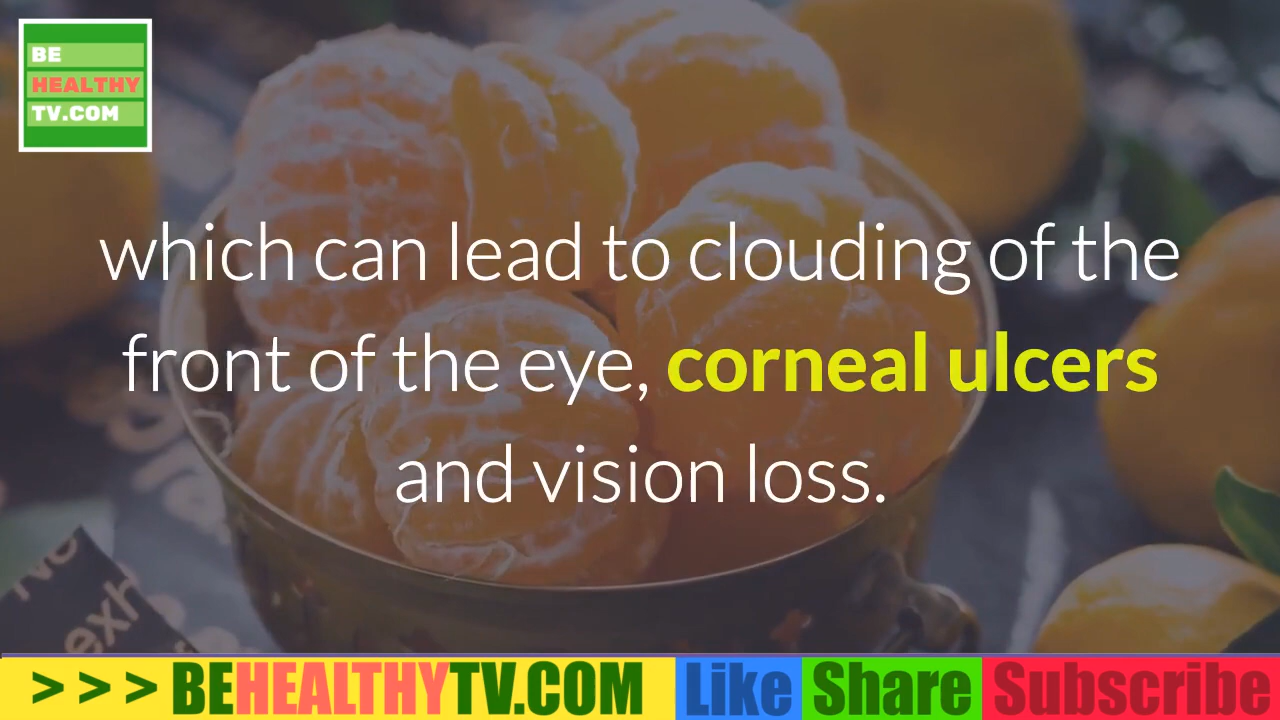 BE
HEALTHY
TV.COM
which can lead to clouding of the
front of the eye, corneal ulcers
and vision loss.
exh
> > > BEHEALTHYTV.COM Like Share Subscribe